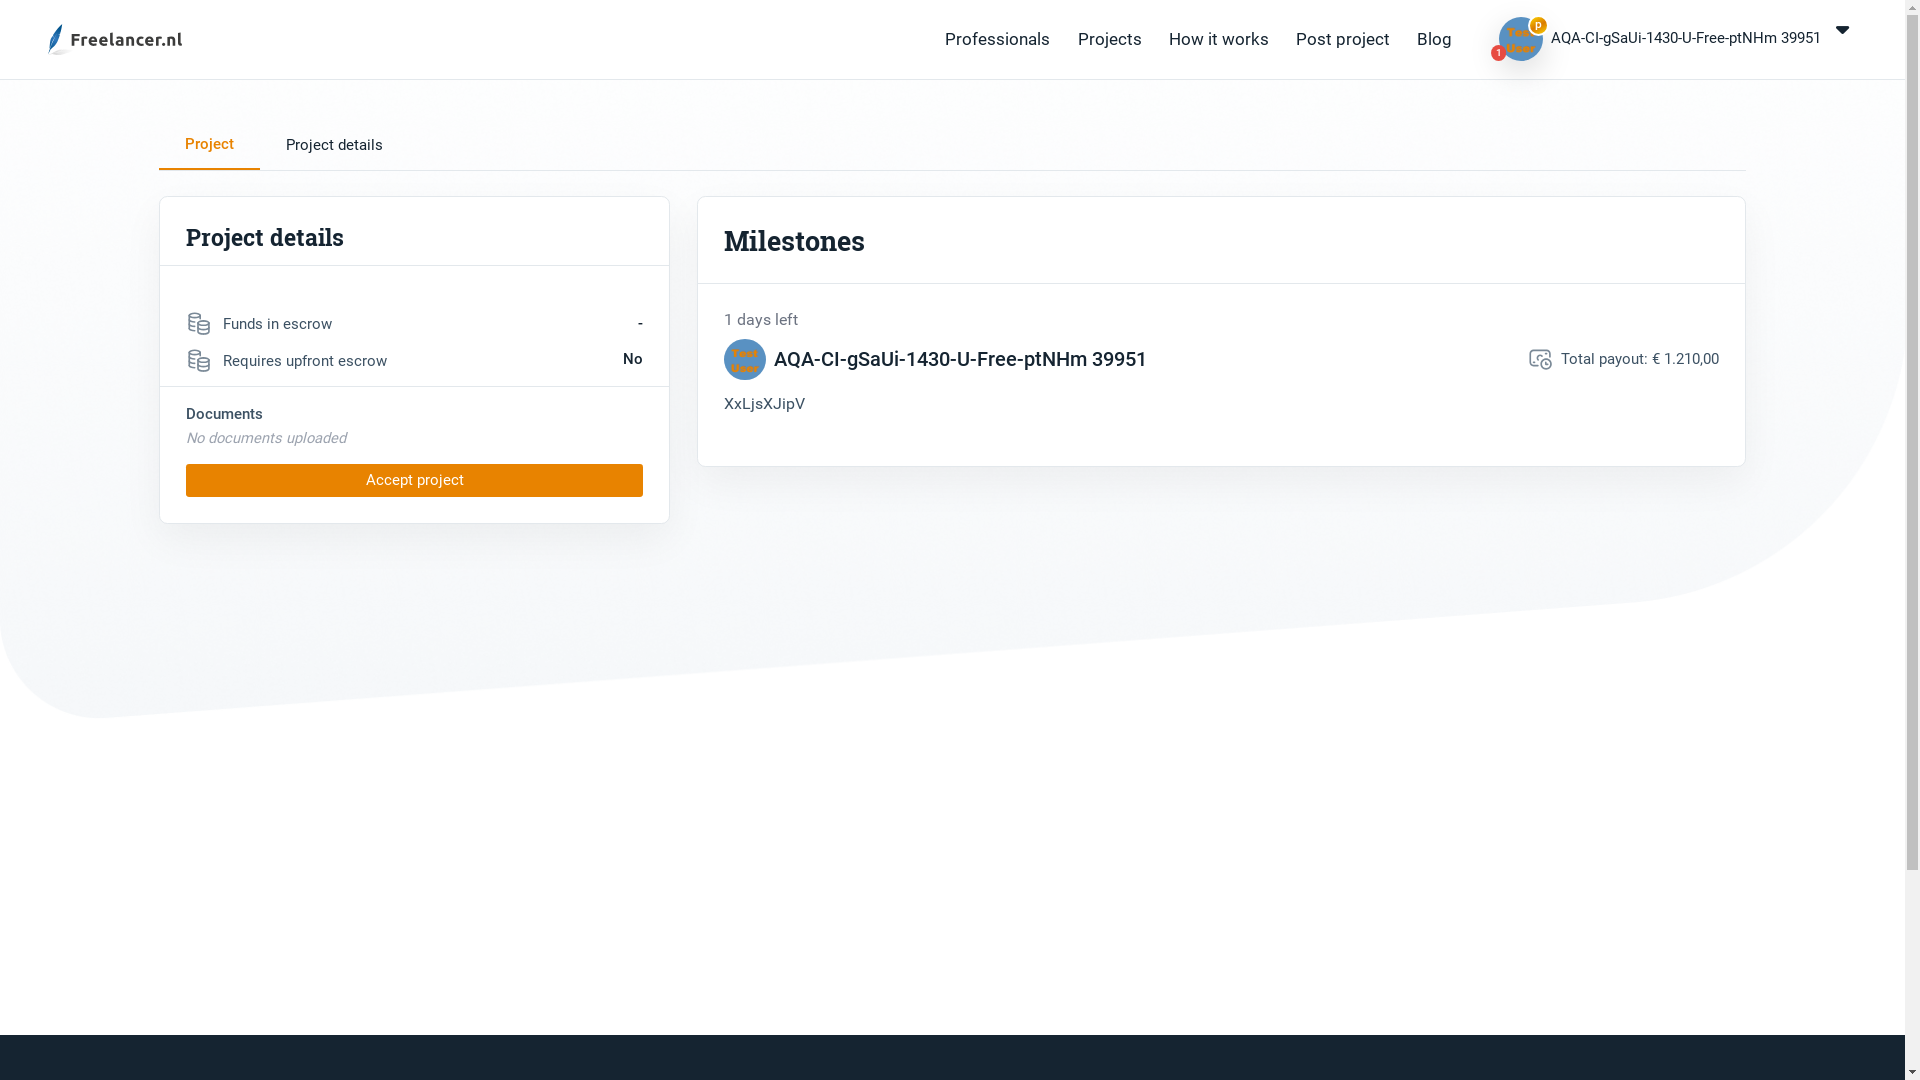 Freelancer.nl
Professionals
Projects
How it works
Post project
Blog
Test
User
p
1
AQA-CI-gSaUi-1430-U-Free-ptNHm 39951
Project
Project details
Project details
Funds in escrow
-
Requires upfront escrow
No
Documents
No documents uploaded
Accept project
Milestones
1 days left
Test
User
AQA-CI-gSaUi-1430-U-Free-ptNHm 39951
Total payout: € 1.210,00
XxLjsXJipV